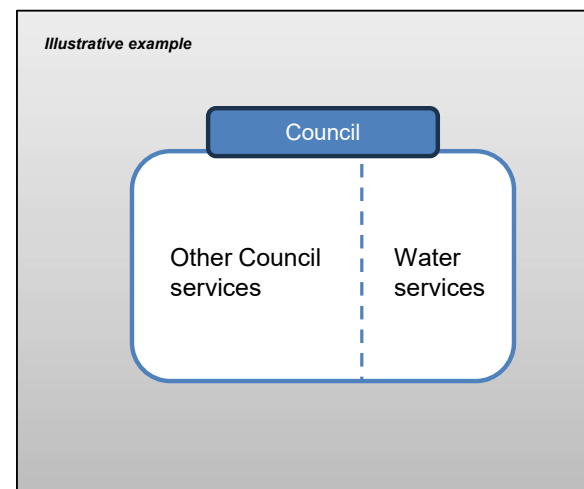 Illustrative example
Council
Other Council
services
Water
services